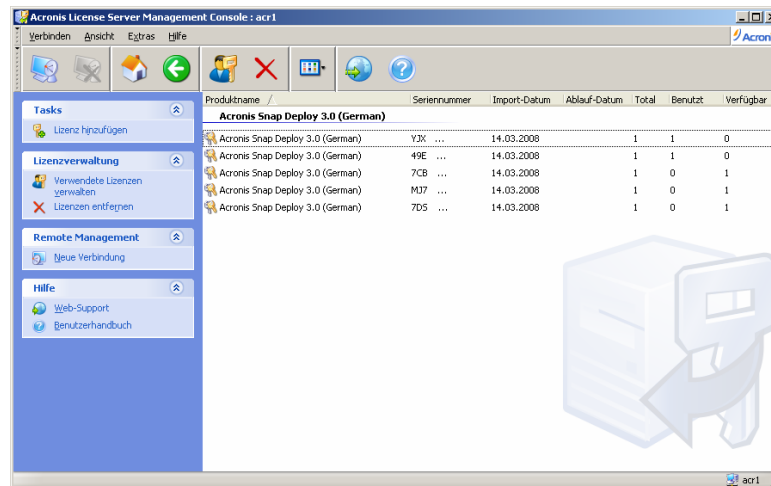 Acronis License Server Management Console : acr1
Verbinden Ansicht Extras Hilfe
Acron
Tasks
Lizenz hinzufügen
Lizenzverwaltung
Verwendete Lizenzen
verwalten
Lizenzen entfernen
Remote Management
Neue Verbindung
Hilfe
Web-Support
Benutzerhandbuch
Produktname Seriennummer Import-Datum Ablauf-Datum Total Benutzt Verfügbar
Acronis Snap Deploy 3.0 (German)
Acronis Snap Deploy 3.0 (German) YJX ... 14.03.2008 1 1 0
Acronis Snap Deploy 3.0 (German) 49E ... 14.03.2008 1 1 0
Acronis Snap Deploy 3.0 (German) 7CB ... 14.03.2008 1 0 1
Acronis Snap Deploy 3.0 (German) MJ7 ... 14.03.2008 1 0 1
Acronis Snap Deploy 3.0 (German) 7D5 ... 14.03.2008 1 0 1
acr1